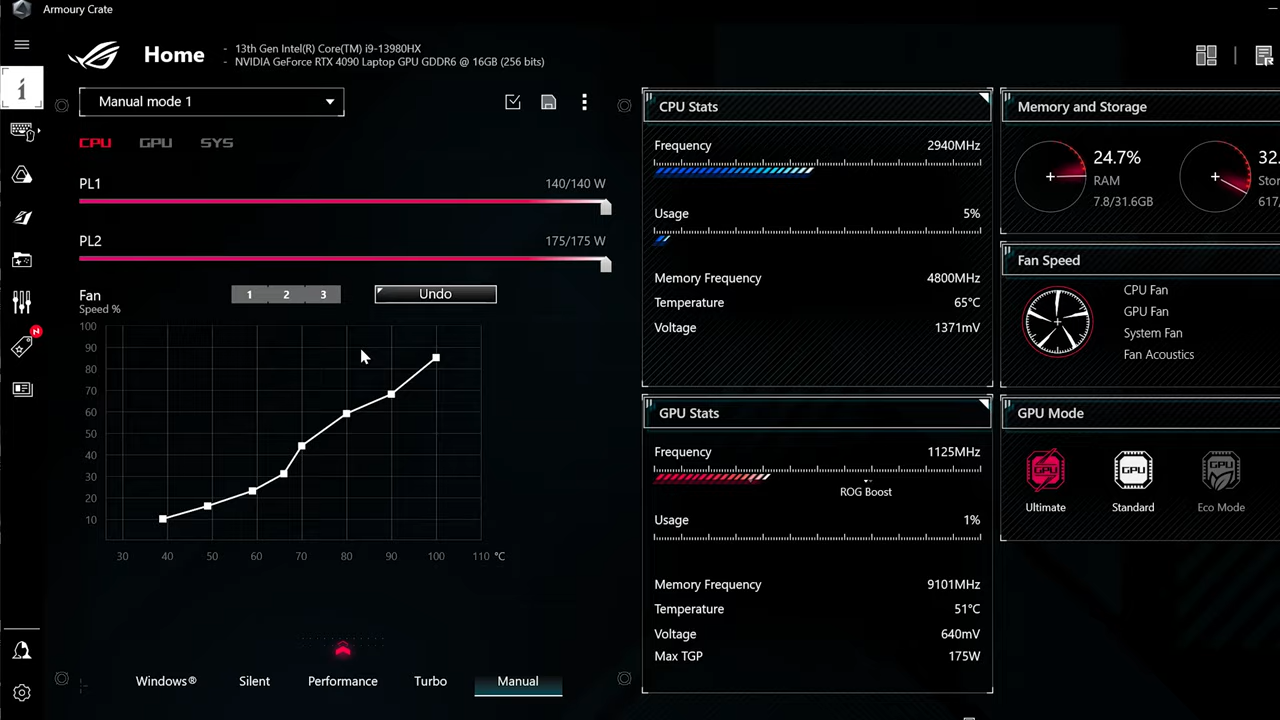 Armoury Crate
Home
- 13th Gen Intel(R) Core(TM) i9-13980HX
- NVIDIA GeForce RTX 4090 Laptop GPU GDDR6 @ 16GB (256 bits)
Manual mode 1
CPU GPU SYS
PL1 140/140 W
PL2 175/175 W
Fan 1 2 3 Undo
Speed %
100
90
80
70
60
50
40
30
20
10
30 40 50 60 70 80 90 100 110 °C
Windows® Silent Performance Turbo Manual
CPU Stats
Frequency 2940MHz
Usage 5%
Memory Frequency 4800MHz
Temperature 65°C
Voltage 1371mV
GPU Stats
Frequency 1125MHz
ROG Boost
Usage 1%
Memory Frequency 9101MHz
Temperature 51°C
Voltage 640mV
Max TGP 175W
Memory and Storage
24.7% 32.
RAM Stor
7.8/31.6GB 617/
Fan Speed
CPU Fan
GPU Fan
System Fan
Fan Acoustics
GPU Mode
GPU GPU GPU
Ultimate Standard Eco Mode
N